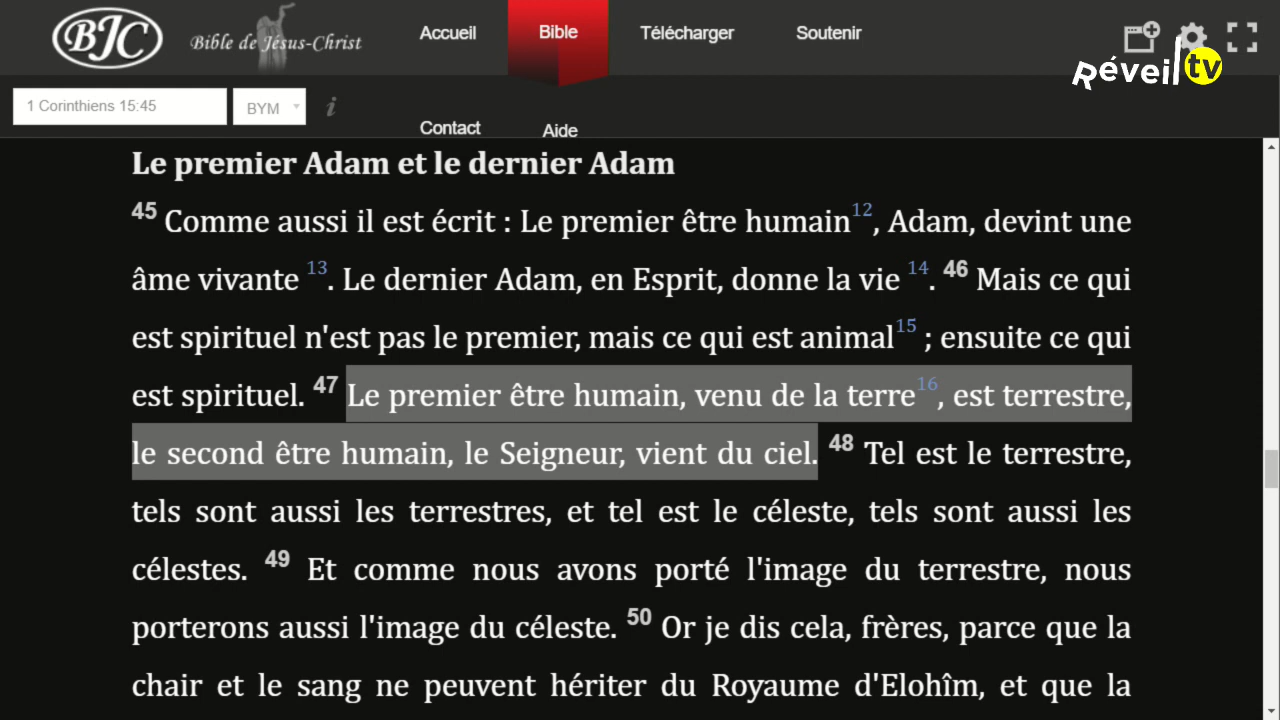 BJC Bible de Jésus-Christ Accueil Bible Télécharger Soutenir
Réveil tv
1 Corinthiens 15:45 BYM i
Contact Aide
Le premier Adam et le dernier Adam
45 Comme aussi il est écrit : Le premier être humain12, Adam, devint une
âme vivante 13. Le dernier Adam, en Esprit, donne la vie 14. 46 Mais ce qui
est spirituel n'est pas le premier, mais ce qui est animal15 ; ensuite ce qui
est spirituel. 47 Le premier être humain, venu de la terre16, est terrestre,
le second être humain, le Seigneur, vient du ciel. 48 Tel est le terrestre,
tels sont aussi les terrestres, et tel est le céleste, tels sont aussi les
célestes. 49 Et comme nous avons porté l'image du terrestre, nous
porterons aussi l'image du céleste. 50 Or je dis cela, frères, parce que la
chair et le sang ne peuvent hériter du Royaume d'Elohîm, et que la